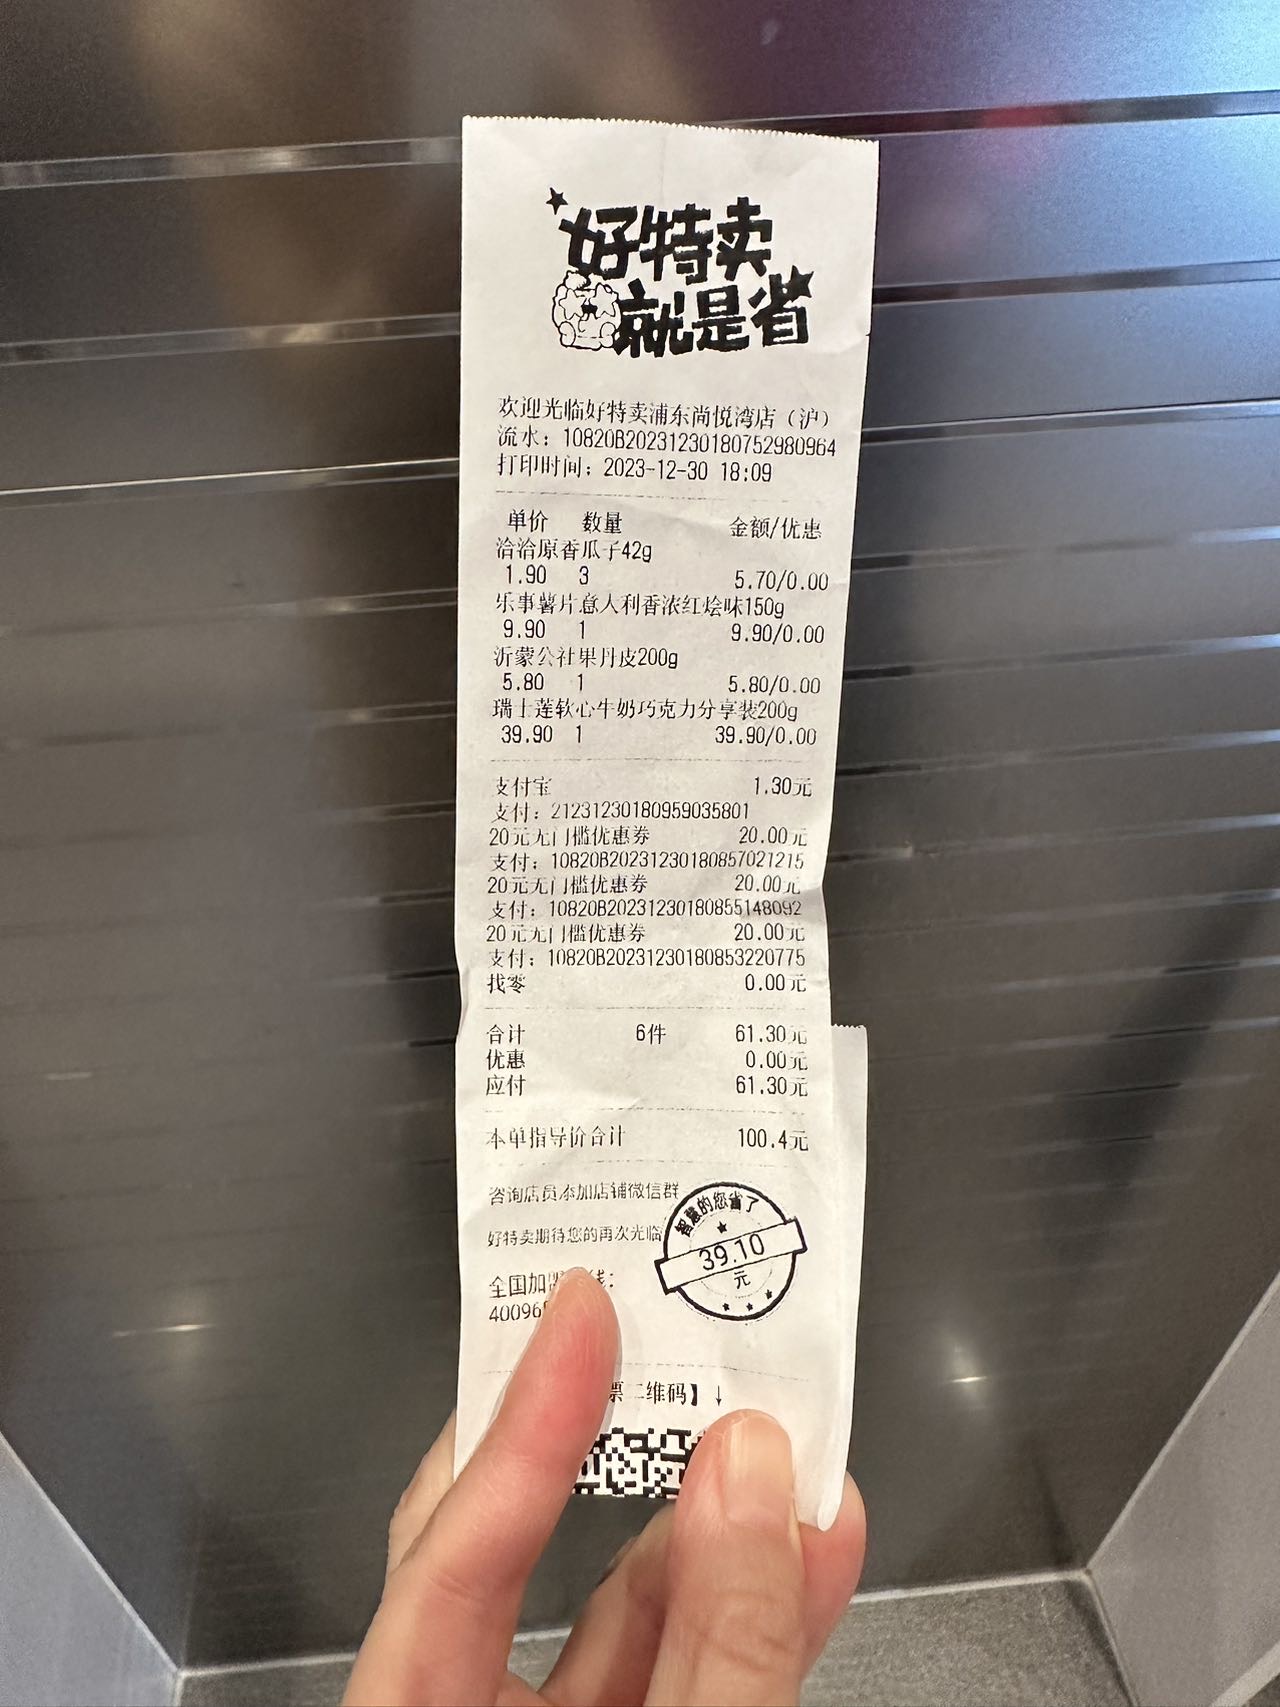 好特卖
就是省
欢迎光临好特卖浦东尚悦湾店（沪）
流水：10820B20231230180752980964
打印时间：2023-12-30 18:09
单价 数量 金额/优惠
洽洽原香瓜子42g
1.90 3 5.70/0.00
乐事薯片意大利香浓红烩味150g
9.90 1 9.90/0.00
沂蒙公社果丹皮200g
5.80 1 5.80/0.00
瑞士莲软心牛奶巧克力分享装200g
39.90 1 39.90/0.00
支付宝 1.30元
支付：21231230180959035801
20元无门槛优惠券 20.00元
支付：10820B20231230180857021215
20元无门槛优惠券 20.00元
支付：10820B20231230180855148092
20元无门槛优惠券 20.00元
支付：10820B20231230180853220775
找零 0.00元
合计 6件 61.30元
优惠 0.00元
应付 61.30元
本单指导价合计 100.4元
咨询店员添加店铺微信群
好特卖期待您的再次光临
智慧的您省了
39.10
元
全国加 线：
40096
票二维码】↓